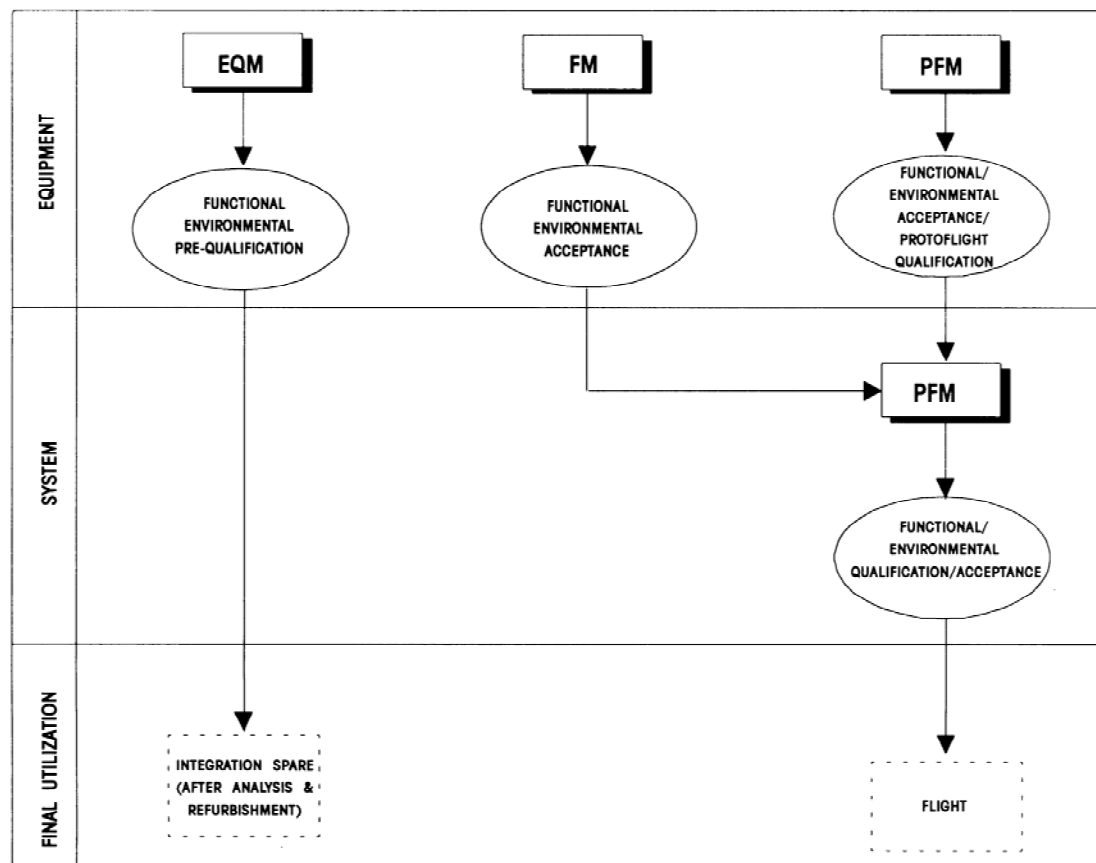 EQUIPMENT
EQM
FM
PFM
FUNCTIONAL
ENVIRONMENTAL
PRE-QUALIFICATION
FUNCTIONAL
ENVIRONMENTAL
ACCEPTANCE
FUNCTIONAL/
ENVIRONMENTAL
ACCEPTANCE/
PROTOFLIGHT
QUALIFICATION
SYSTEM
PFM
FUNCTIONAL/
ENVIRONMENTAL
QUALIFICATION/ACCEPTANCE
FINAL UTILIZATION
INTEGRATION SPARE
(AFTER ANALYSIS &
REFURBISHMENT)
FLIGHT